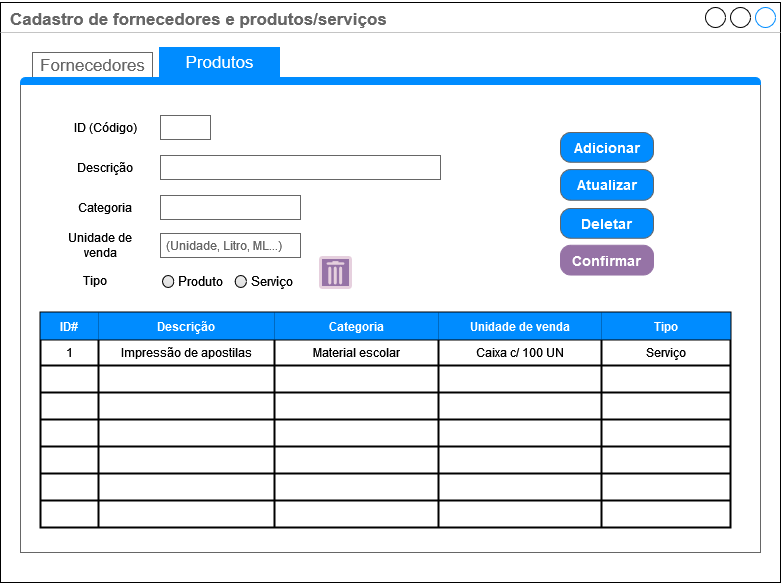 Cadastro de fornecedores e produtos/serviços
Fornecedores
Produtos
ID (Código)
Descrição
Categoria
Unidade de
venda
(Unidade, Litro, ML...)
Tipo
Produto
Serviço
Adicionar
Atualizar
Deletar
Confirmar
ID# Descrição Categoria Unidade de venda Tipo
1 Impressão de apostilas Material escolar Caixa c/ 100 UN Serviço